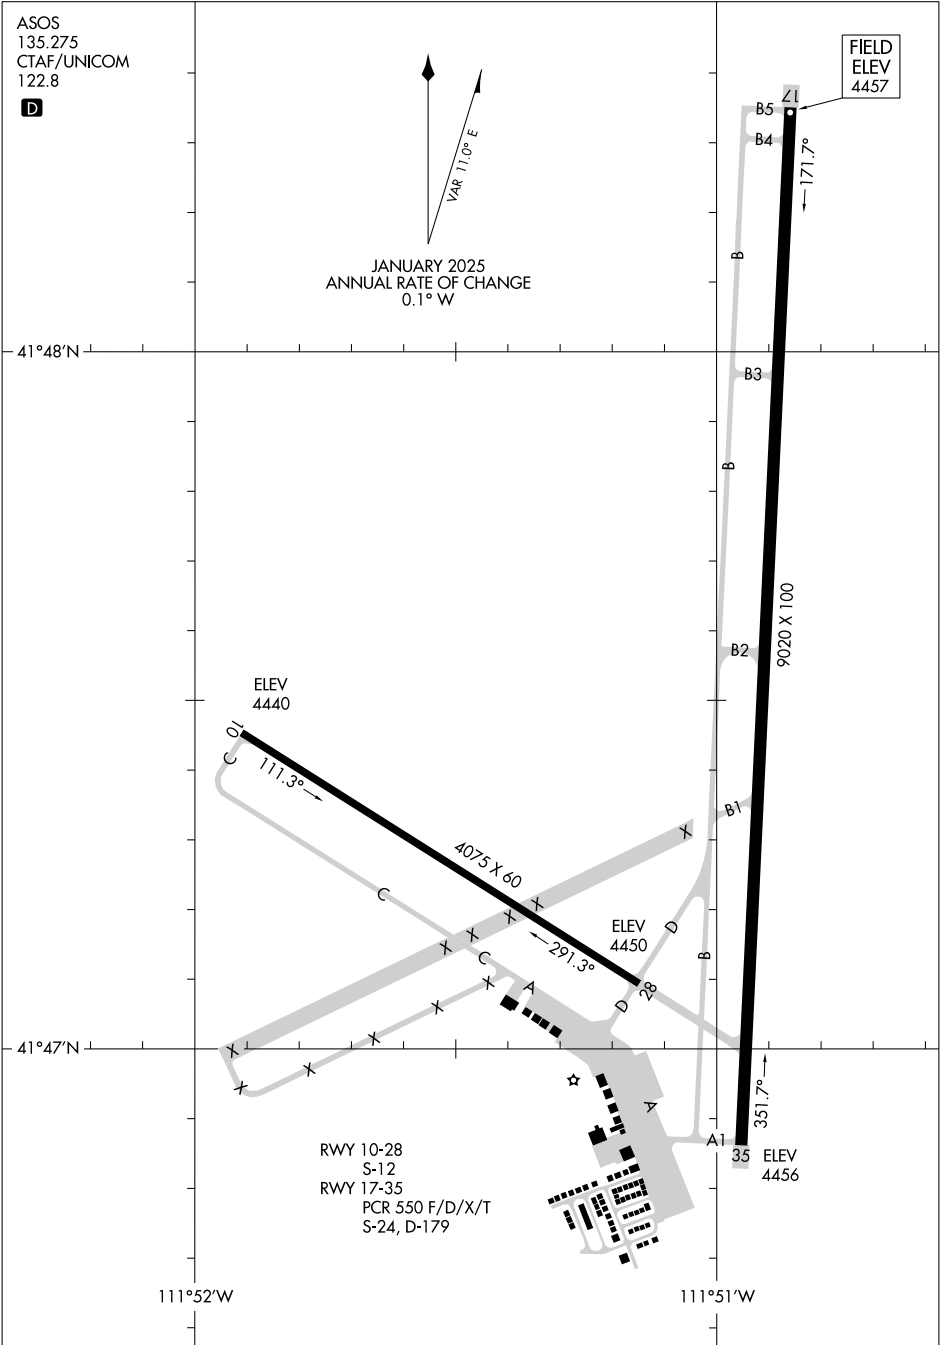 ASOS
135.275
CTAF/UNICOM
122.8
D
FIELD
ELEV
4457
VAR 11.0° E
JANUARY 2025
ANNUAL RATE OF CHANGE
0.1° W
17
B5
B4
171.7°
B
41°48'N
B3
B
9020 X 100
B2
ELEV
4440
10
C
111.3°
B1
X
4075 X 60
C
X
X
X
X
ELEV
4450
D
B
291.3°
C
X
A
28
D
X
X
41°47'N
X
X
X
A
351.7°
A1
35
ELEV
4456
RWY 10-28
S-12
RWY 17-35
PCR 550 F/D/X/T
S-24, D-179
111°52'W
111°51'W